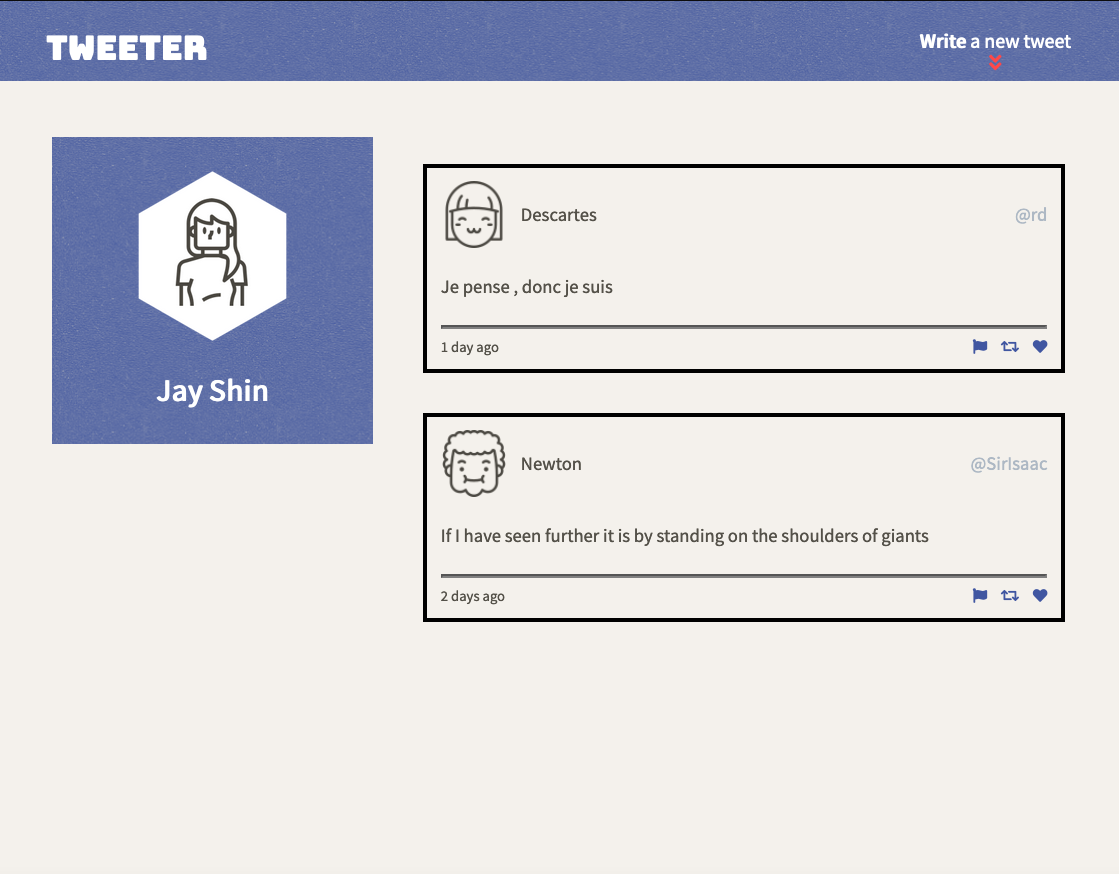 TWEETER
Write a new tweet
Jay Shin
Descartes
@rd
Je pense , donc je suis
1 day ago
Newton
@SirIsaac
If I have seen further it is by standing on the shoulders of giants
2 days ago